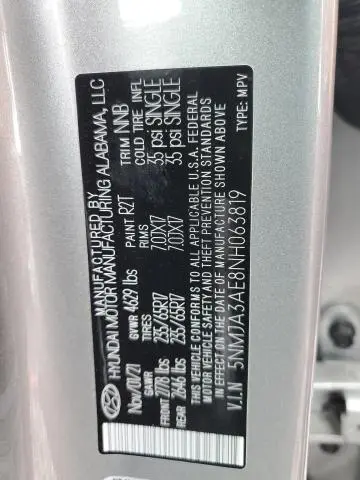 MANUFACTURED BY
HYUNDAI MOTOR MANUFACTURING ALABAMA, LLC
Nov/01/21 GVWR 4629 lbs PAINT R2T TRIM NNB
GAWR TIRES RIMS COLD TIRE INFL
FRONT 2778 lbs 235/65R17 7.0JX17 35 psi SINGLE
REAR 2646 lbs 235/65R17 7.0JX17 35 psi SINGLE
THIS VEHICLE CONFORMS TO ALL APPLICABLE U.S.A. FEDERAL
MOTOR VEHICLE SAFETY AND THEFT PREVENTION
STANDARDS IN EFFECT ON THE DATE OF MANUFACTURE SHOWN ABOVE
V.I.N 5NMJA3AE8NH063819 TYPE: MPV